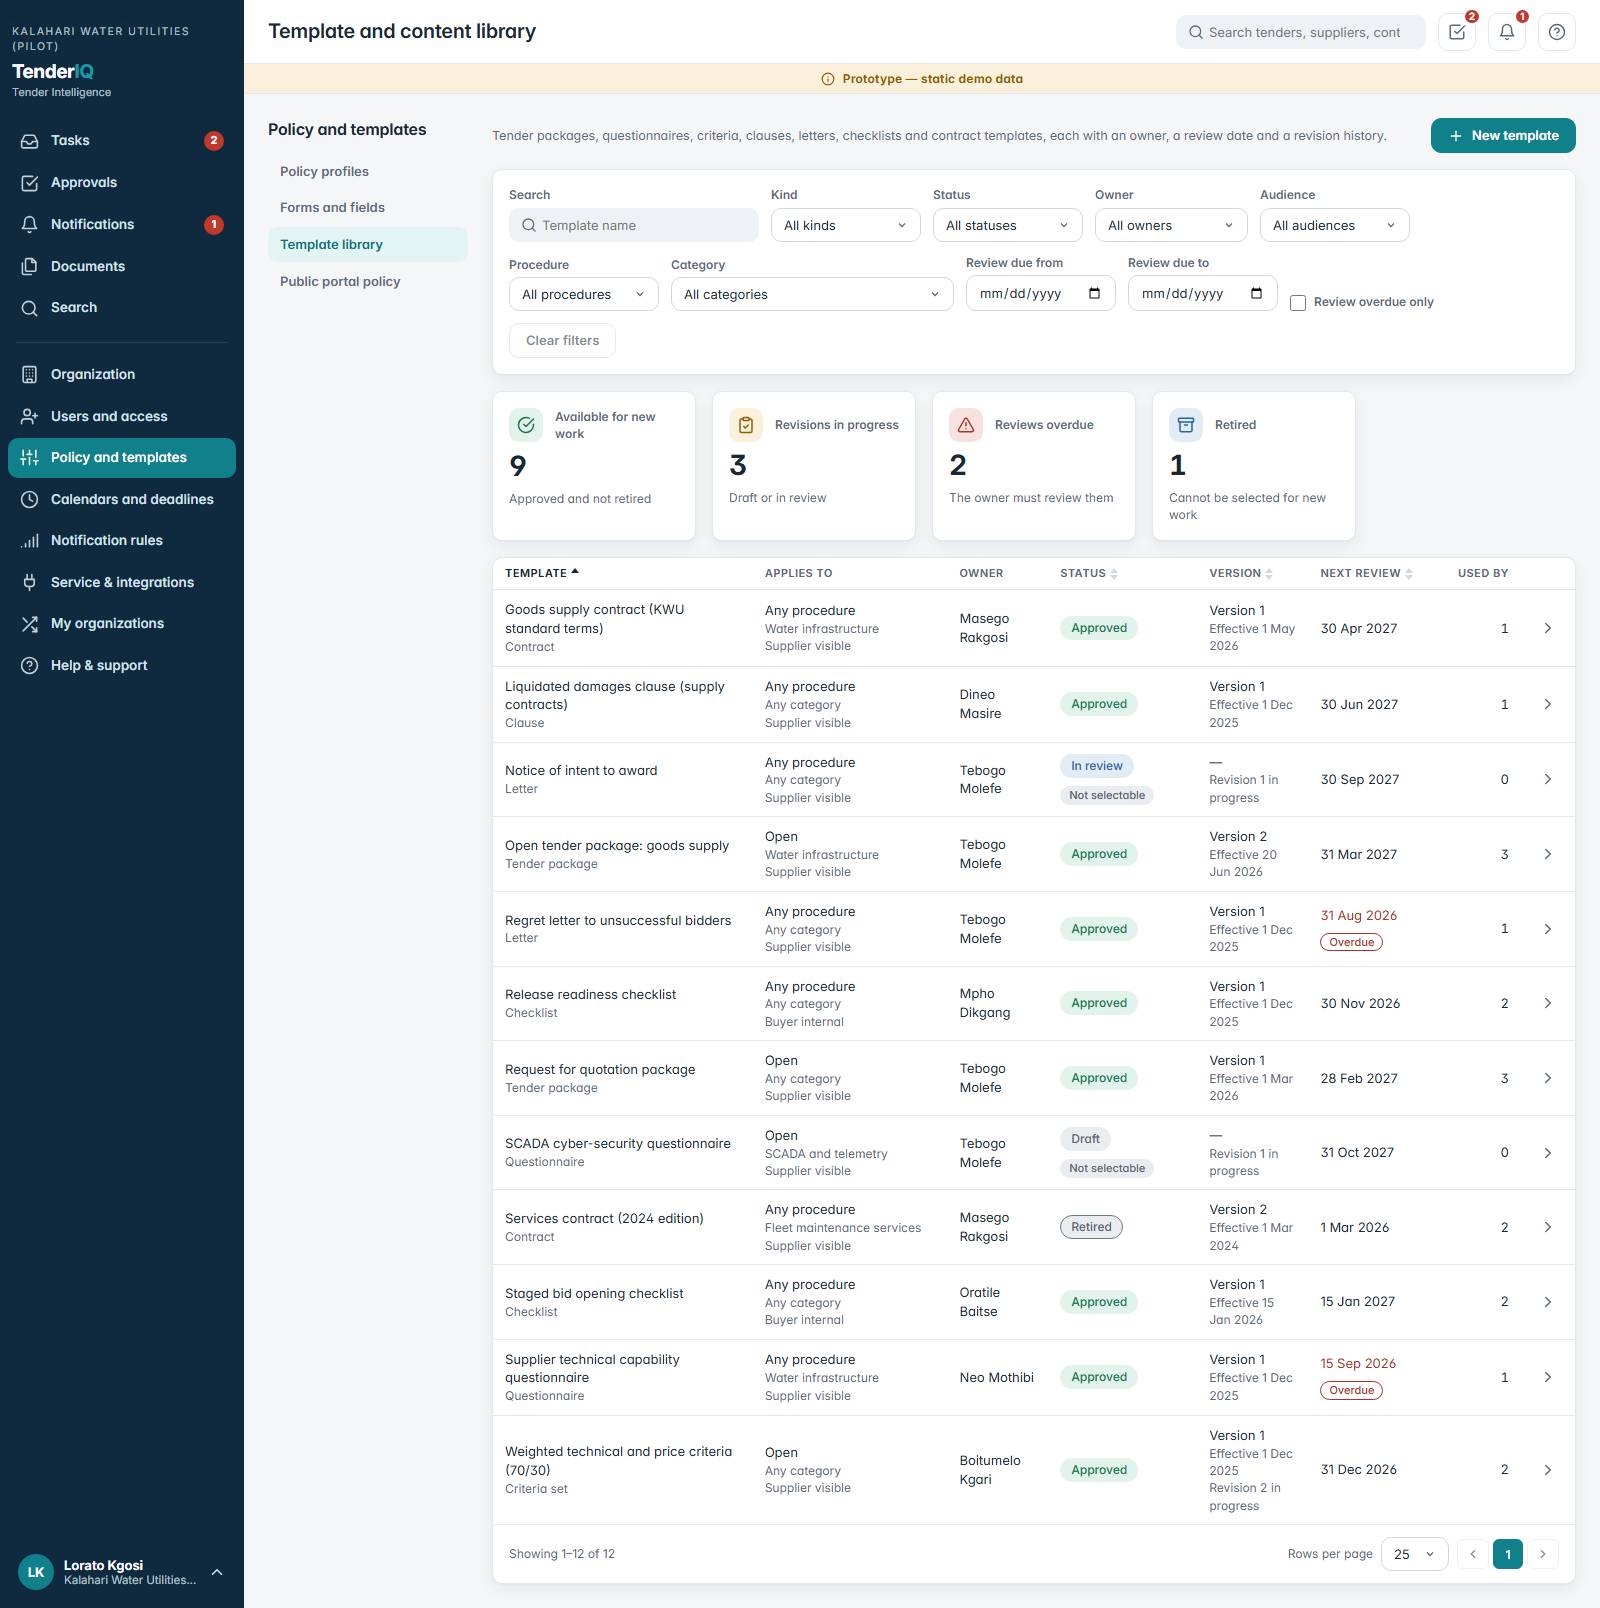 KALAHARI WATER UTILITIES
(PILOT)
TenderIQ
Tender Intelligence
Tasks 2
Approvals
Notifications 1
Documents
Search
Organization
Users and access
Policy and templates
Calendars and deadlines
Notification rules
Service & integrations
My organizations
Help & support
LK
Lorato Kgosi
Kalahari Water Utilities...
Template and content library
Search tenders, suppliers, cont
2
1
Prototype — static demo data
Policy and templates
Policy profiles
Forms and fields
Template library
Public portal policy
Tender packages, questionnaires, criteria, clauses, letters, checklists and contract templates, each with an owner, a review date and a revision history.
New template
Search
Template name
Kind
All kinds
Status
All statuses
Owner
All owners
Audience
All audiences
Procedure
All procedures
Category
All categories
Review due from
mm/dd/yyyy
Review due to
mm/dd/yyyy
Review overdue only
Clear filters
Available for new
work
9
Approved and not retired
Revisions in progress
3
Draft or in review
Reviews overdue
2
The owner must review them
Retired
1
Cannot be selected for new
work
TEMPLATE APPLIES TO OWNER STATUS VERSION NEXT REVIEW USED BY
Goods supply contract (KWU
standard terms)
Contract
Any procedure
Water infrastructure
Supplier visible
Masego
Rakgosi
Approved
Version 1
Effective 1 May
2026
30 Apr 2027
1
Liquidated damages clause (supply
contracts)
Clause
Any procedure
Any category
Supplier visible
Dineo
Masire
Approved
Version 1
Effective 1 Dec
2025
30 Jun 2027
1
Notice of intent to award
Letter
Any procedure
Any category
Supplier visible
Tebogo
Molefe
In review
Not selectable
—
Revision 1 in
progress
30 Sep 2027
0
Open tender package: goods supply
Tender package
Open
Water infrastructure
Supplier visible
Tebogo
Molefe
Approved
Version 2
Effective 20
Jun 2026
31 Mar 2027
3
Regret letter to unsuccessful bidders
Letter
Any procedure
Any category
Supplier visible
Tebogo
Molefe
Approved
Version 1
Effective 1 Dec
2025
31 Aug 2026
Overdue
1
Release readiness checklist
Checklist
Any procedure
Any category
Buyer internal
Mpho
Dikgang
Approved
Version 1
Effective 1 Dec
2025
30 Nov 2026
2
Request for quotation package
Tender package
Open
Any category
Supplier visible
Tebogo
Molefe
Approved
Version 1
Effective 1 Mar
2026
28 Feb 2027
3
SCADA cyber-security questionnaire
Questionnaire
Open
SCADA and telemetry
Supplier visible
Tebogo
Molefe
Draft
Not selectable
—
Revision 1 in
progress
31 Oct 2027
0
Services contract (2024 edition)
Contract
Any procedure
Fleet maintenance services
Supplier visible
Masego
Rakgosi
Retired
Version 2
Effective 1 Mar
2024
1 Mar 2026
2
Staged bid opening checklist
Checklist
Any procedure
Any category
Buyer internal
Oratile
Baitse
Approved
Version 1
Effective 15
Jan 2026
15 Jan 2027
2
Supplier technical capability
questionnaire
Questionnaire
Any procedure
Water infrastructure
Supplier visible
Neo Mothibi
Approved
Version 1
Effective 1 Dec
2025
15 Sep 2026
Overdue
1
Weighted technical and price criteria
(70/30)
Criteria set
Open
Any category
Supplier visible
Boitumelo
Kgari
Approved
Version 1
Effective 1 Dec
2025
Revision 2 in
progress
31 Dec 2026
2
Showing 1–12 of 12
Rows per page 25 1